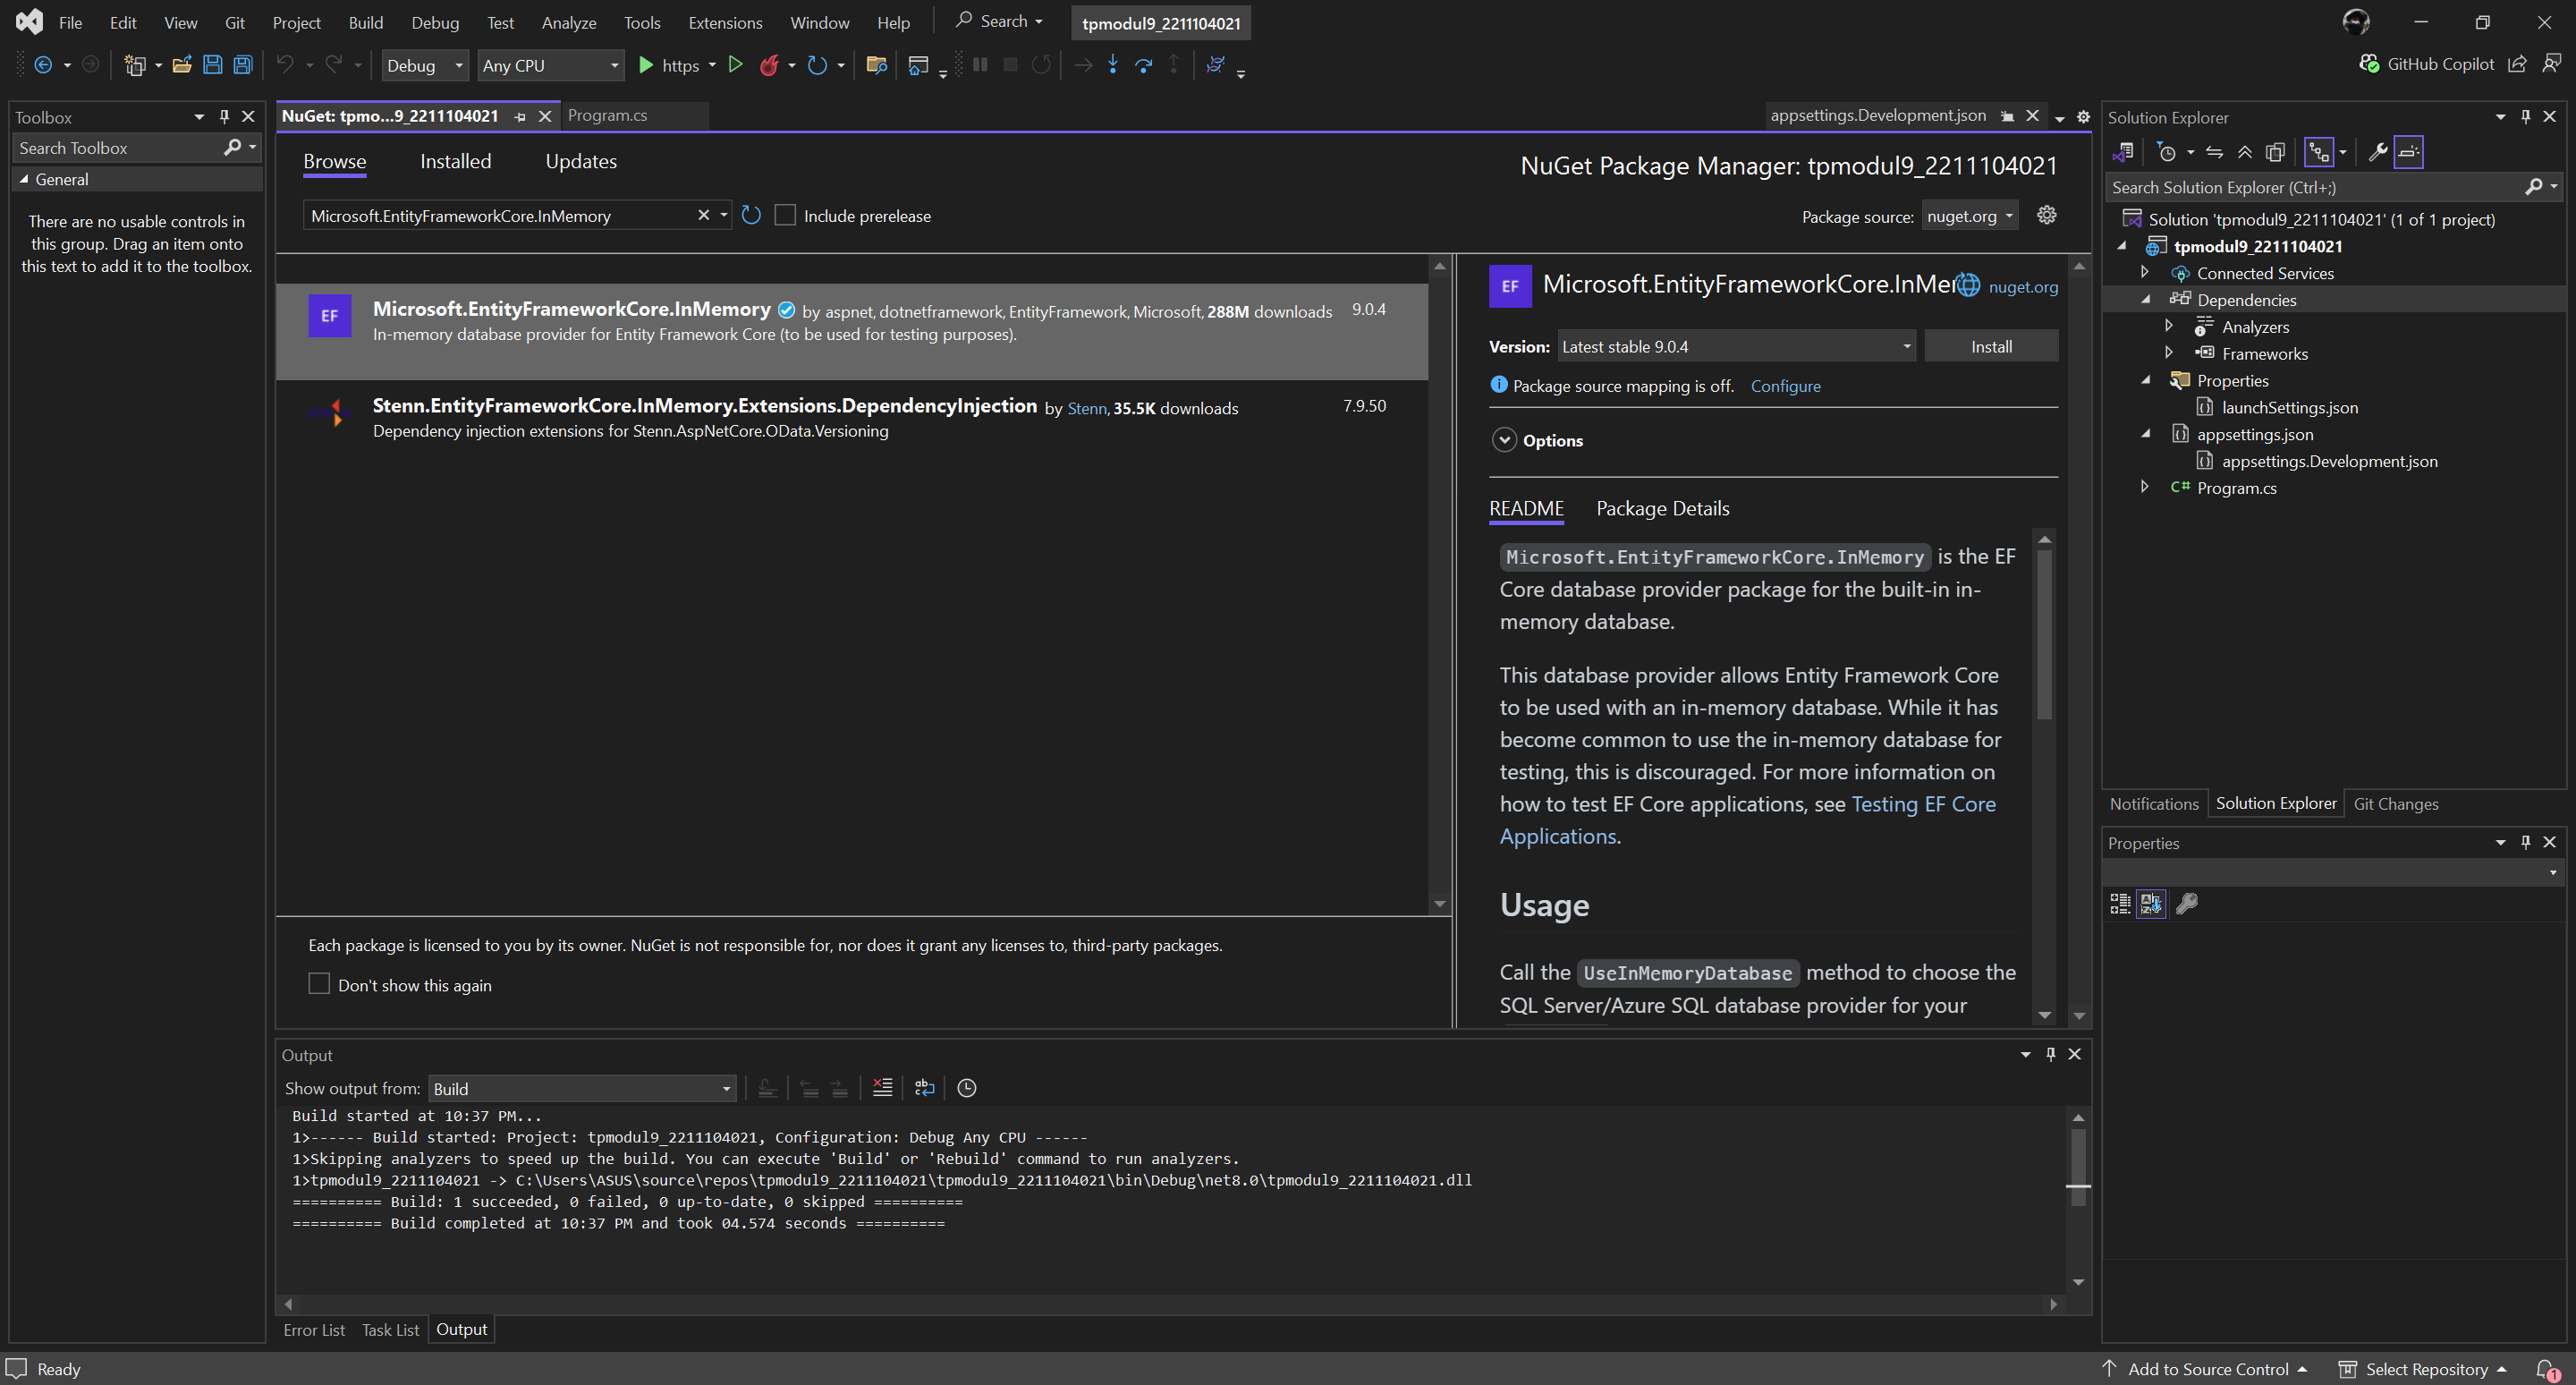 File Edit View Git Project Build Debug Test Analyze Tools Extensions Window Help Search tpmodul9_2211104021
Debug Any CPU https GitHub Copilot
Toolbox
Search Toolbox
General
There are no usable controls in
this group. Drag an item onto
this text to add it to the toolbox.
NuGet: tpmo...9_2211104021 Program.cs appsettings.Development.json
Browse Installed Updates NuGet Package Manager: tpmodul9_2211104021
Microsoft.EntityFrameworkCore.InMemory Include prerelease Package source: nuget.org
EF Microsoft.EntityFrameworkCore.InMemory by aspnet, dotnetframework, EntityFramework, Microsoft, 288M downloads 9.0.4
In-memory database provider for Entity Framework Core (to be used for testing purposes).
Stenn.EntityFrameworkCore.InMemory.Extensions.DependencyInjection by Stenn, 35.5K downloads 7.9.50
Dependency injection extensions for Stenn.AspNetCore.OData.Versioning
Each package is licensed to you by its owner. NuGet is not responsible for, nor does it grant any licenses to, third-party packages.
Don't show this again
EF Microsoft.EntityFrameworkCore.InMe nuget.org
Version: Latest stable 9.0.4 Install
Package source mapping is off. Configure
Options
README Package Details
Microsoft.EntityFrameworkCore.InMemory is the EF
Core database provider package for the built-in in-
memory database.
This database provider allows Entity Framework Core
to be used with an in-memory database. While it has
become common to use the in-memory database for
testing, this is discouraged. For more information on
how to test EF Core applications, see Testing EF Core
Applications.
Usage
Call the UseInMemoryDatabase method to choose the
SQL Server/Azure SQL database provider for your
Output
Show output from: Build
Build started at 10:37 PM...
1>------ Build started: Project: tpmodul9_2211104021, Configuration: Debug Any CPU ------
1>Skipping analyzers to speed up the build. You can execute 'Build' or 'Rebuild' command to run analyzers.
1>tpmodul9_2211104021 -> C:\Users\ASUS\source\repos\tpmodul9_2211104021\tpmodul9_2211104021\bin\Debug\net8.0\tpmodul9_2211104021.dll
========== Build: 1 succeeded, 0 failed, 0 up-to-date, 0 skipped ==========
========== Build completed at 10:37 PM and took 04.574 seconds ==========
Error List Task List Output
Solution Explorer
Search Solution Explorer (Ctrl+;)
Solution 'tpmodul9_2211104021' (1 of 1 project)
tpmodul9_2211104021
Connected Services
Dependencies
Analyzers
Frameworks
Properties
launchSettings.json
appsettings.json
appsettings.Development.json
C# Program.cs
Notifications Solution Explorer Git Changes
Properties
Ready Add to Source Control Select Repository 1